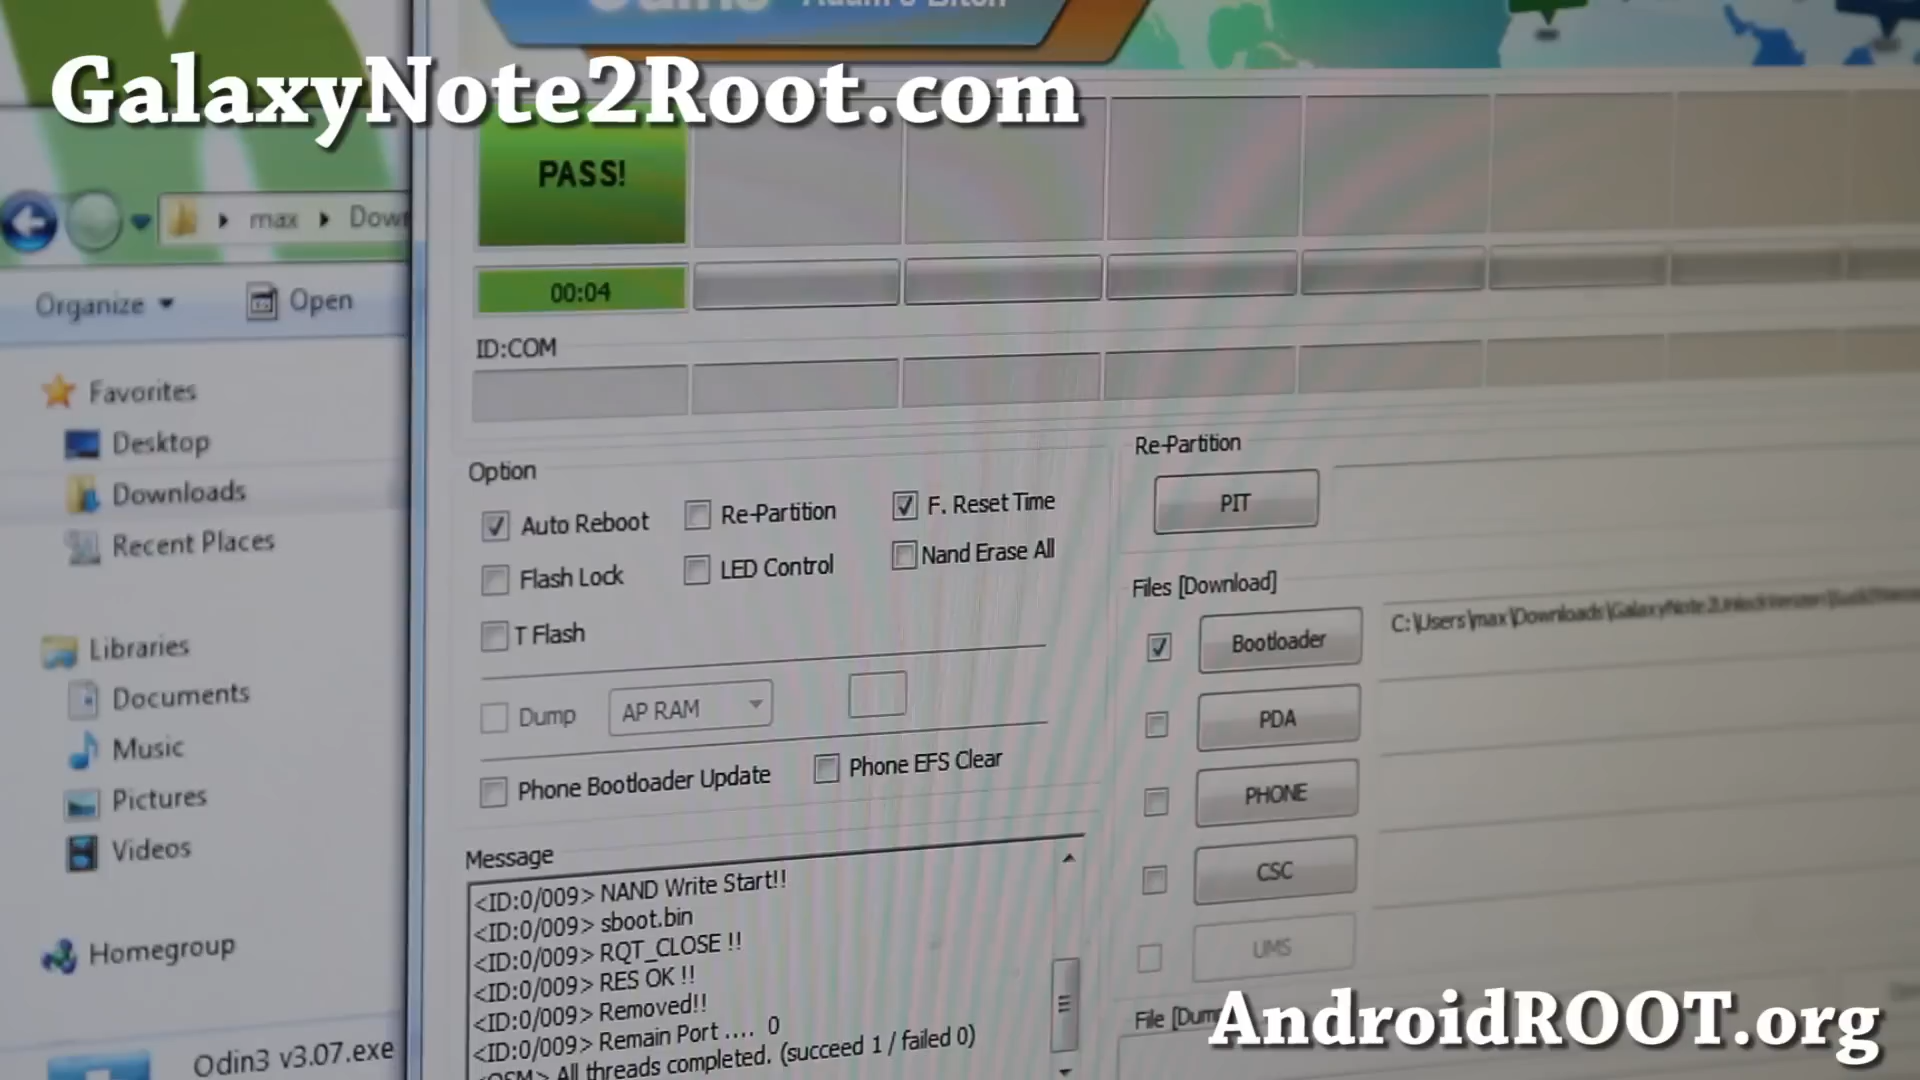 GalaxyNote2Root.com
PASS!
max
Organize
Open
00:04
ID:COM
Favorites
Desktop
Downloads
Recent Places
Libraries
Documents
Music
Pictures
Videos
Homegroup
Odin3 v3.07.exe
Option
Auto Reboot
Re-Partition
F. Reset Time
Flash Lock
LED Control
Nand Erase All
T Flash
Dump
AP RAM
Phone Bootloader Update
Phone EFS Clear
Message
<ID:0/009> NAND Write Start!!
<ID:0/009> sboot.bin
<ID:0/009> RQT_CLOSE !!
<ID:0/009> RES OK !!
<ID:0/009> Removed!!
<ID:0/009> Remain Port .... 0
<OSM> All threads completed. (succeed 1 / failed 0)
Re-Partition
PIT
Files [Download]
Bootloader
PDA
PHONE
CSC
UMS
File
AndroidROOT.org